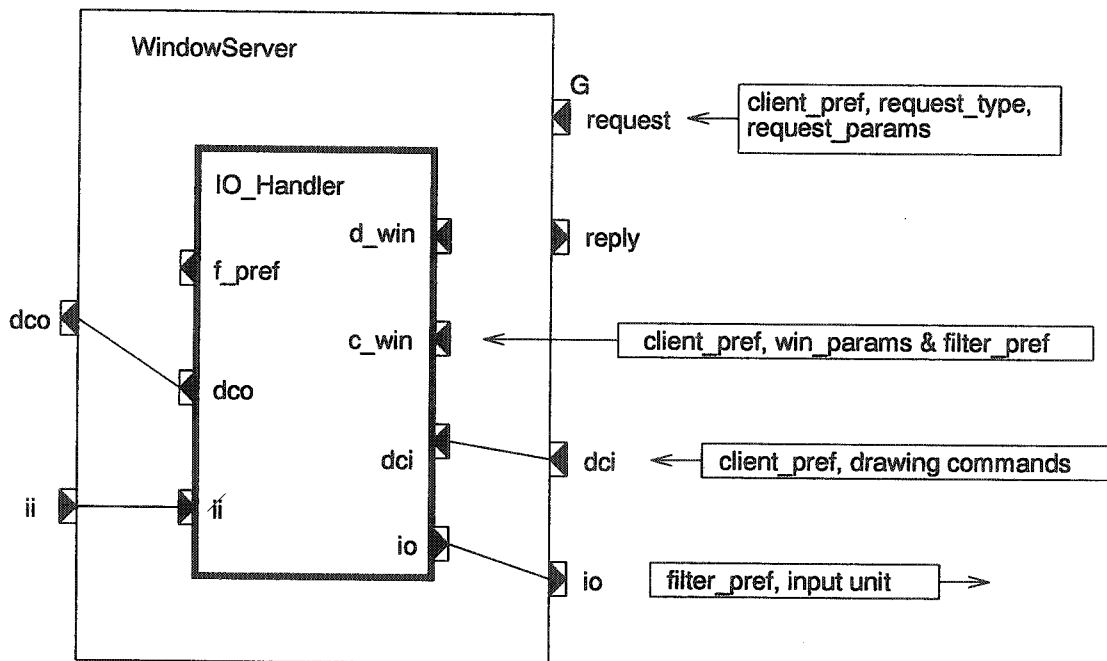 WindowServer
G
request
client_pref, request_type,
request_params
IO_Handler
d_win
reply
f_pref
dco
c_win
client_pref, win_params & filter_pref
dco
dci
dci
client_pref, drawing commands
ii
ii
io
io
filter_pref, input unit